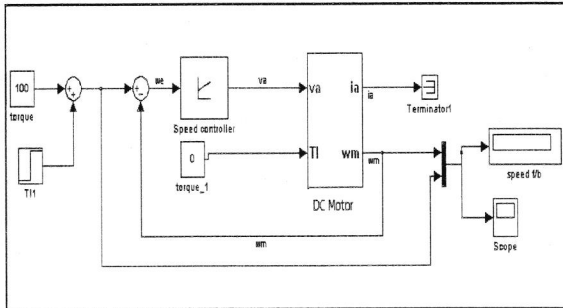 we
va
100
torque
Speed controller
va
ia
ia
Terminator1
0
Tl
wm
wm
torque_1
Tl1
DC Motor
speed f/b
wm
Scope